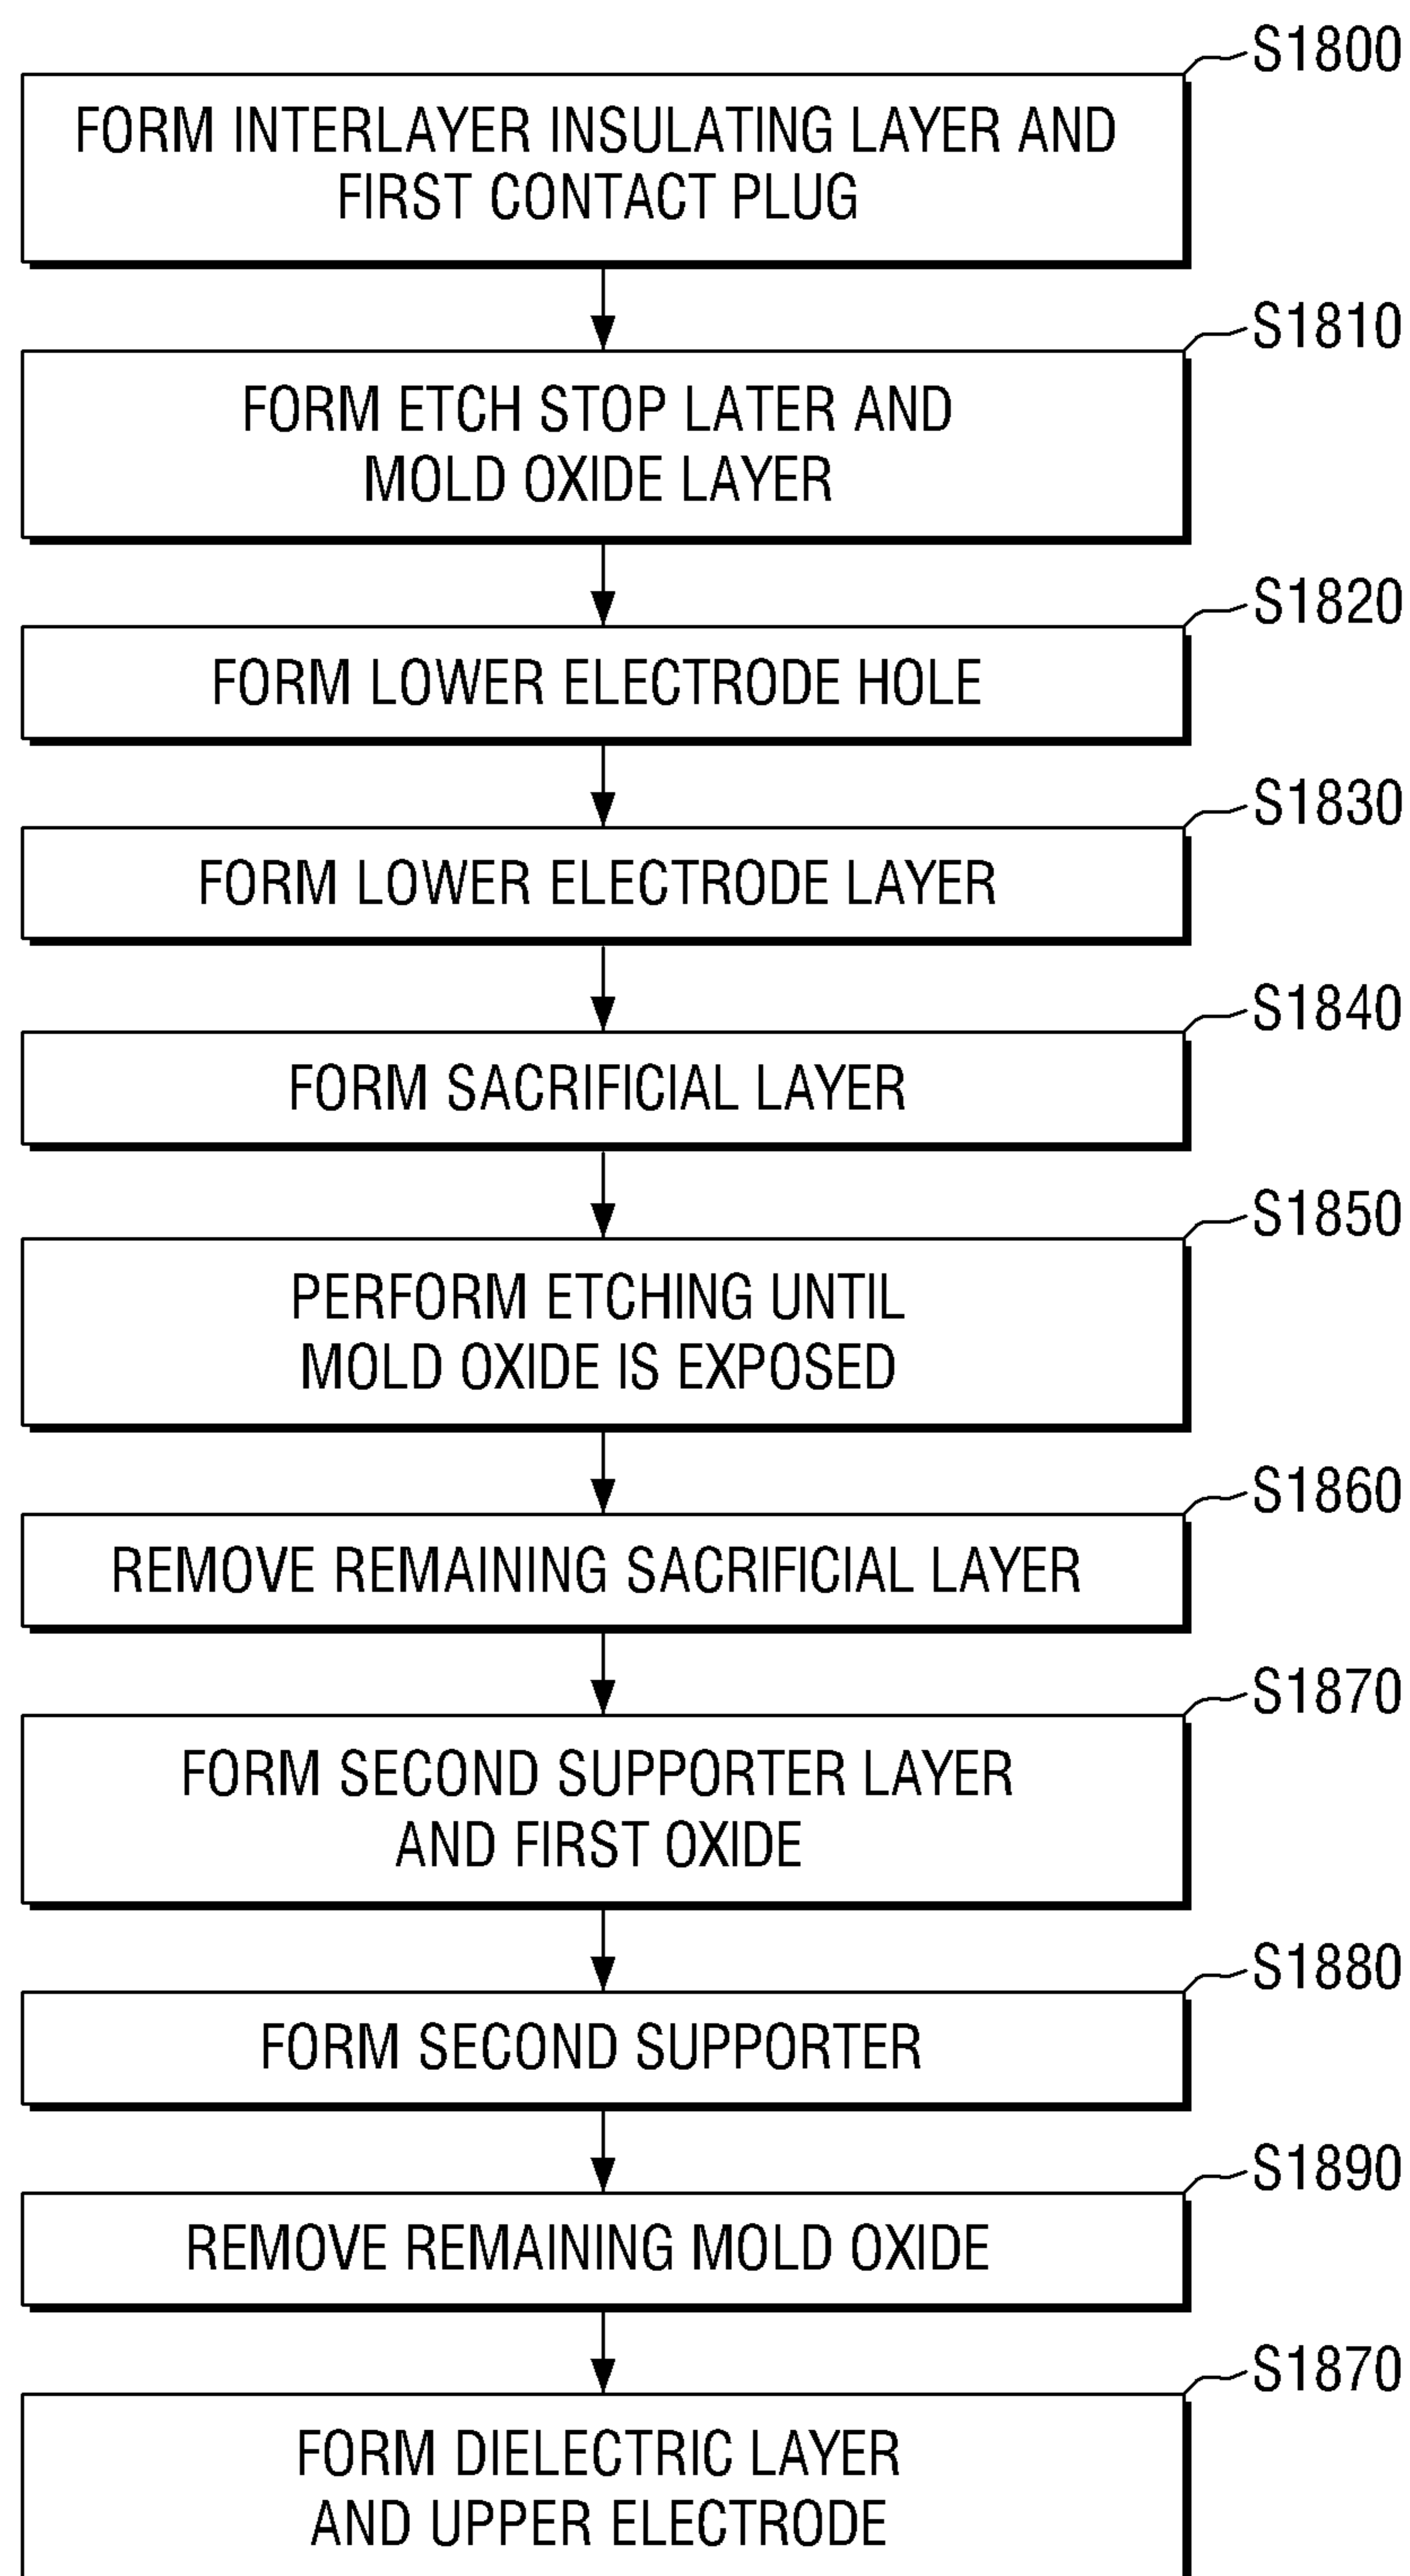 S1800
FORM INTERLAYER INSULATING LAYER AND
FIRST CONTACT PLUG
S1810
FORM ETCH STOP LATER AND
MOLD OXIDE LAYER
S1820
FORM LOWER ELECTRODE HOLE
S1830
FORM LOWER ELECTRODE LAYER
S1840
FORM SACRIFICIAL LAYER
S1850
PERFORM ETCHING UNTIL
MOLD OXIDE IS EXPOSED
S1860
REMOVE REMAINING SACRIFICIAL LAYER
S1870
FORM SECOND SUPPORTER LAYER
AND FIRST OXIDE
S1880
FORM SECOND SUPPORTER
S1890
REMOVE REMAINING MOLD OXIDE
S1870
FORM DIELECTRIC LAYER
AND UPPER ELECTRODE